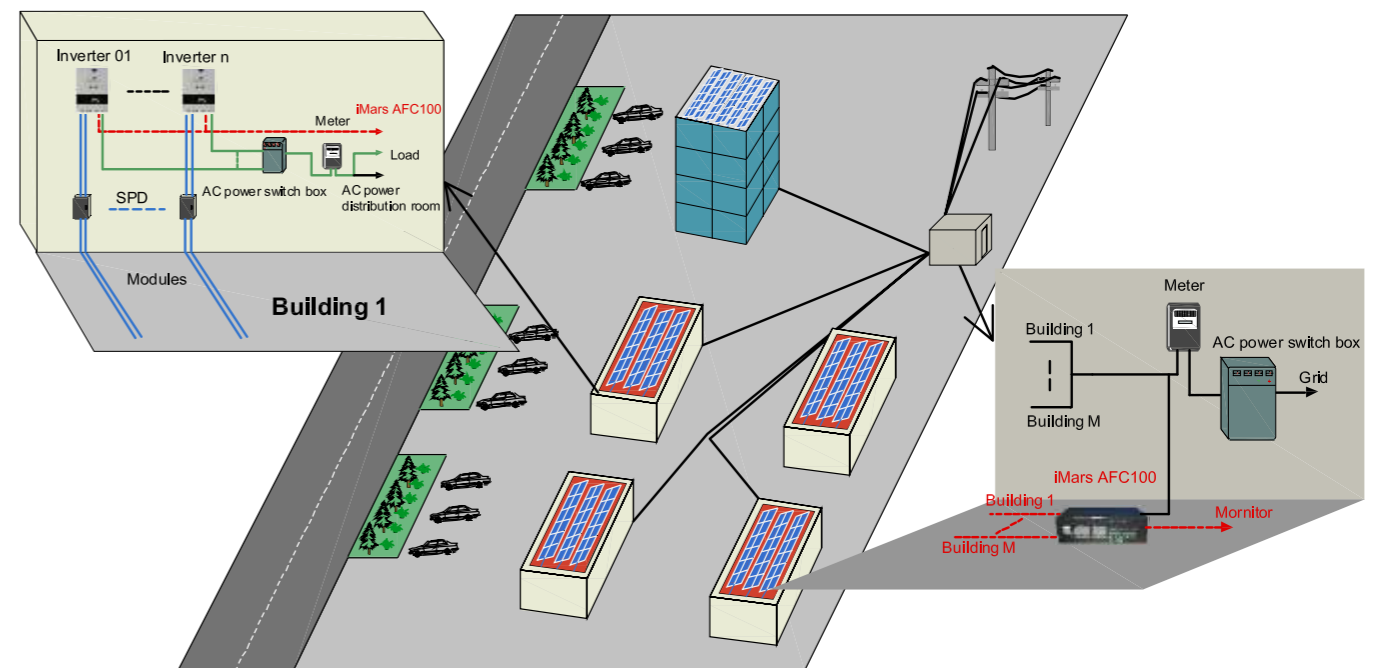 Inverter 01
Inverter n
iMars AFC100
Meter
Load
AC power switch box
AC power
distribution room
SPD
Modules
Building 1
Meter
Building 1
AC power switch box
Grid
Building M
iMars AFC100
Building 1
Mornitor
Building M